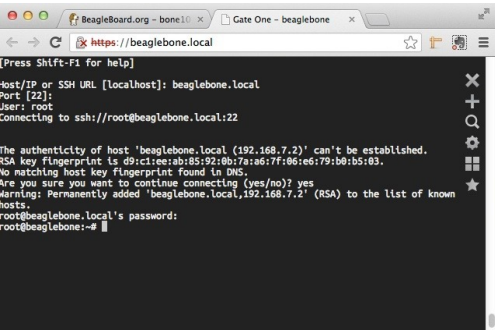 BeagleBoard.org - bone10
Gate One - beaglebone
https://beaglebone.local
[Press Shift-F1 for help]
Host/IP or SSH URL [localhost]: beaglebone.local
Port [22]:
User: root
Connecting to ssh://root@beaglebone.local:22
The authenticity of host 'beaglebone.local (192.168.7.2)' can't be established.
RSA key fingerprint is d9:c1:ee:ab:85:92:0b:7a:a6:7f:06:e6:79:b0:b5:03.
No matching host key fingerprint found in DNS.
Are you sure you want to continue connecting (yes/no)? yes
Warning: Permanently added 'beaglebone.local,192.168.7.2' (RSA) to the list of known
hosts.
root@beaglebone.local's password:
root@beaglebone:~#